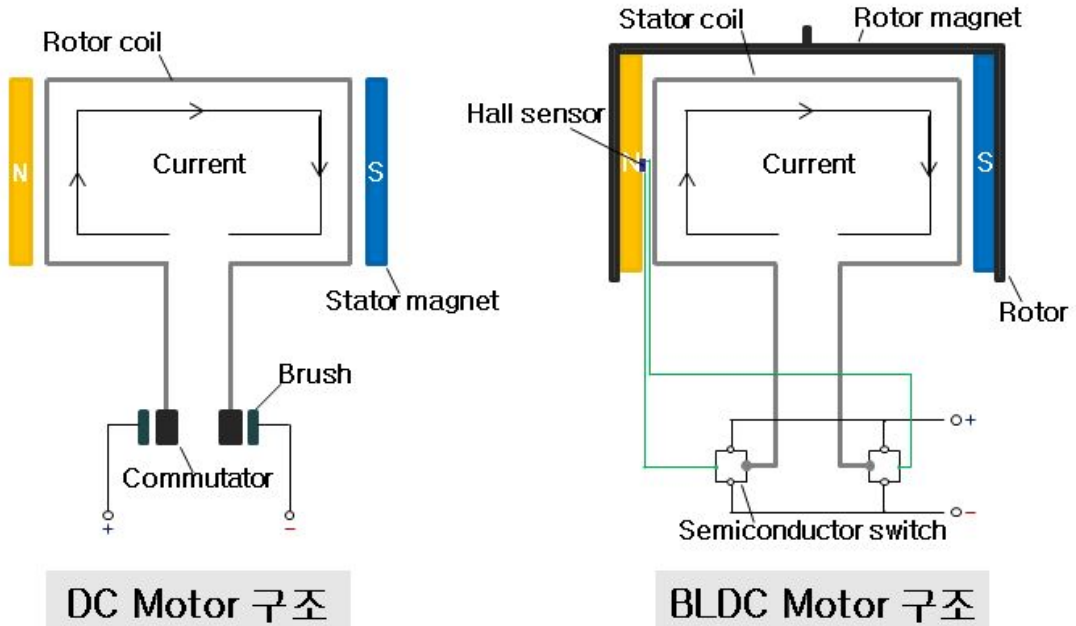 Rotor coil
N
Current
S
Stator magnet
Brush
Commutator
+
−
DC Motor 구조
Stator coil
Rotor magnet
Hall sensor
N
Current
S
Rotor
+
−
Semiconductor switch
BLDC Motor 구조